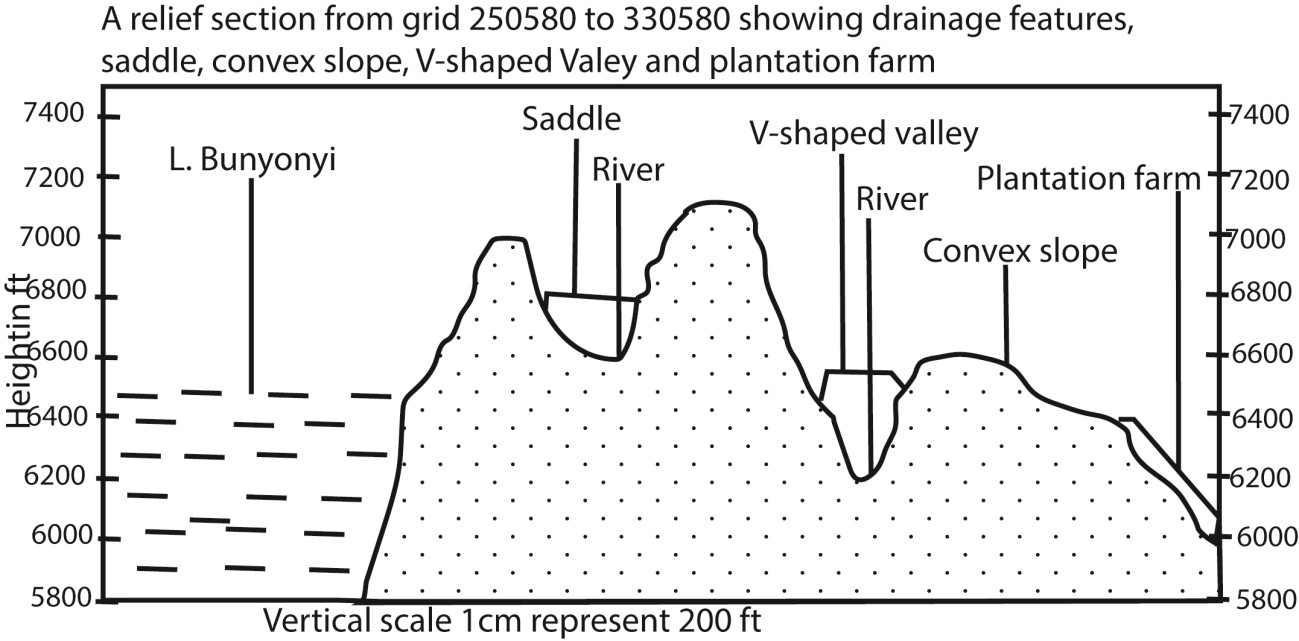 A relief section from grid 250580 to 330580 showing drainage features,
saddle, convex slope, V-shaped Valey and plantation farm
7400
7200
7000
6800
6600
6400
6200
6000
5800
Heightin ft
L. Bunyonyi
Saddle
River
V-shaped valley
River
Convex slope
Plantation farm
7400
7200
7000
6800
6600
6400
6200
6000
5800
Vertical scale 1cm represent 200 ft